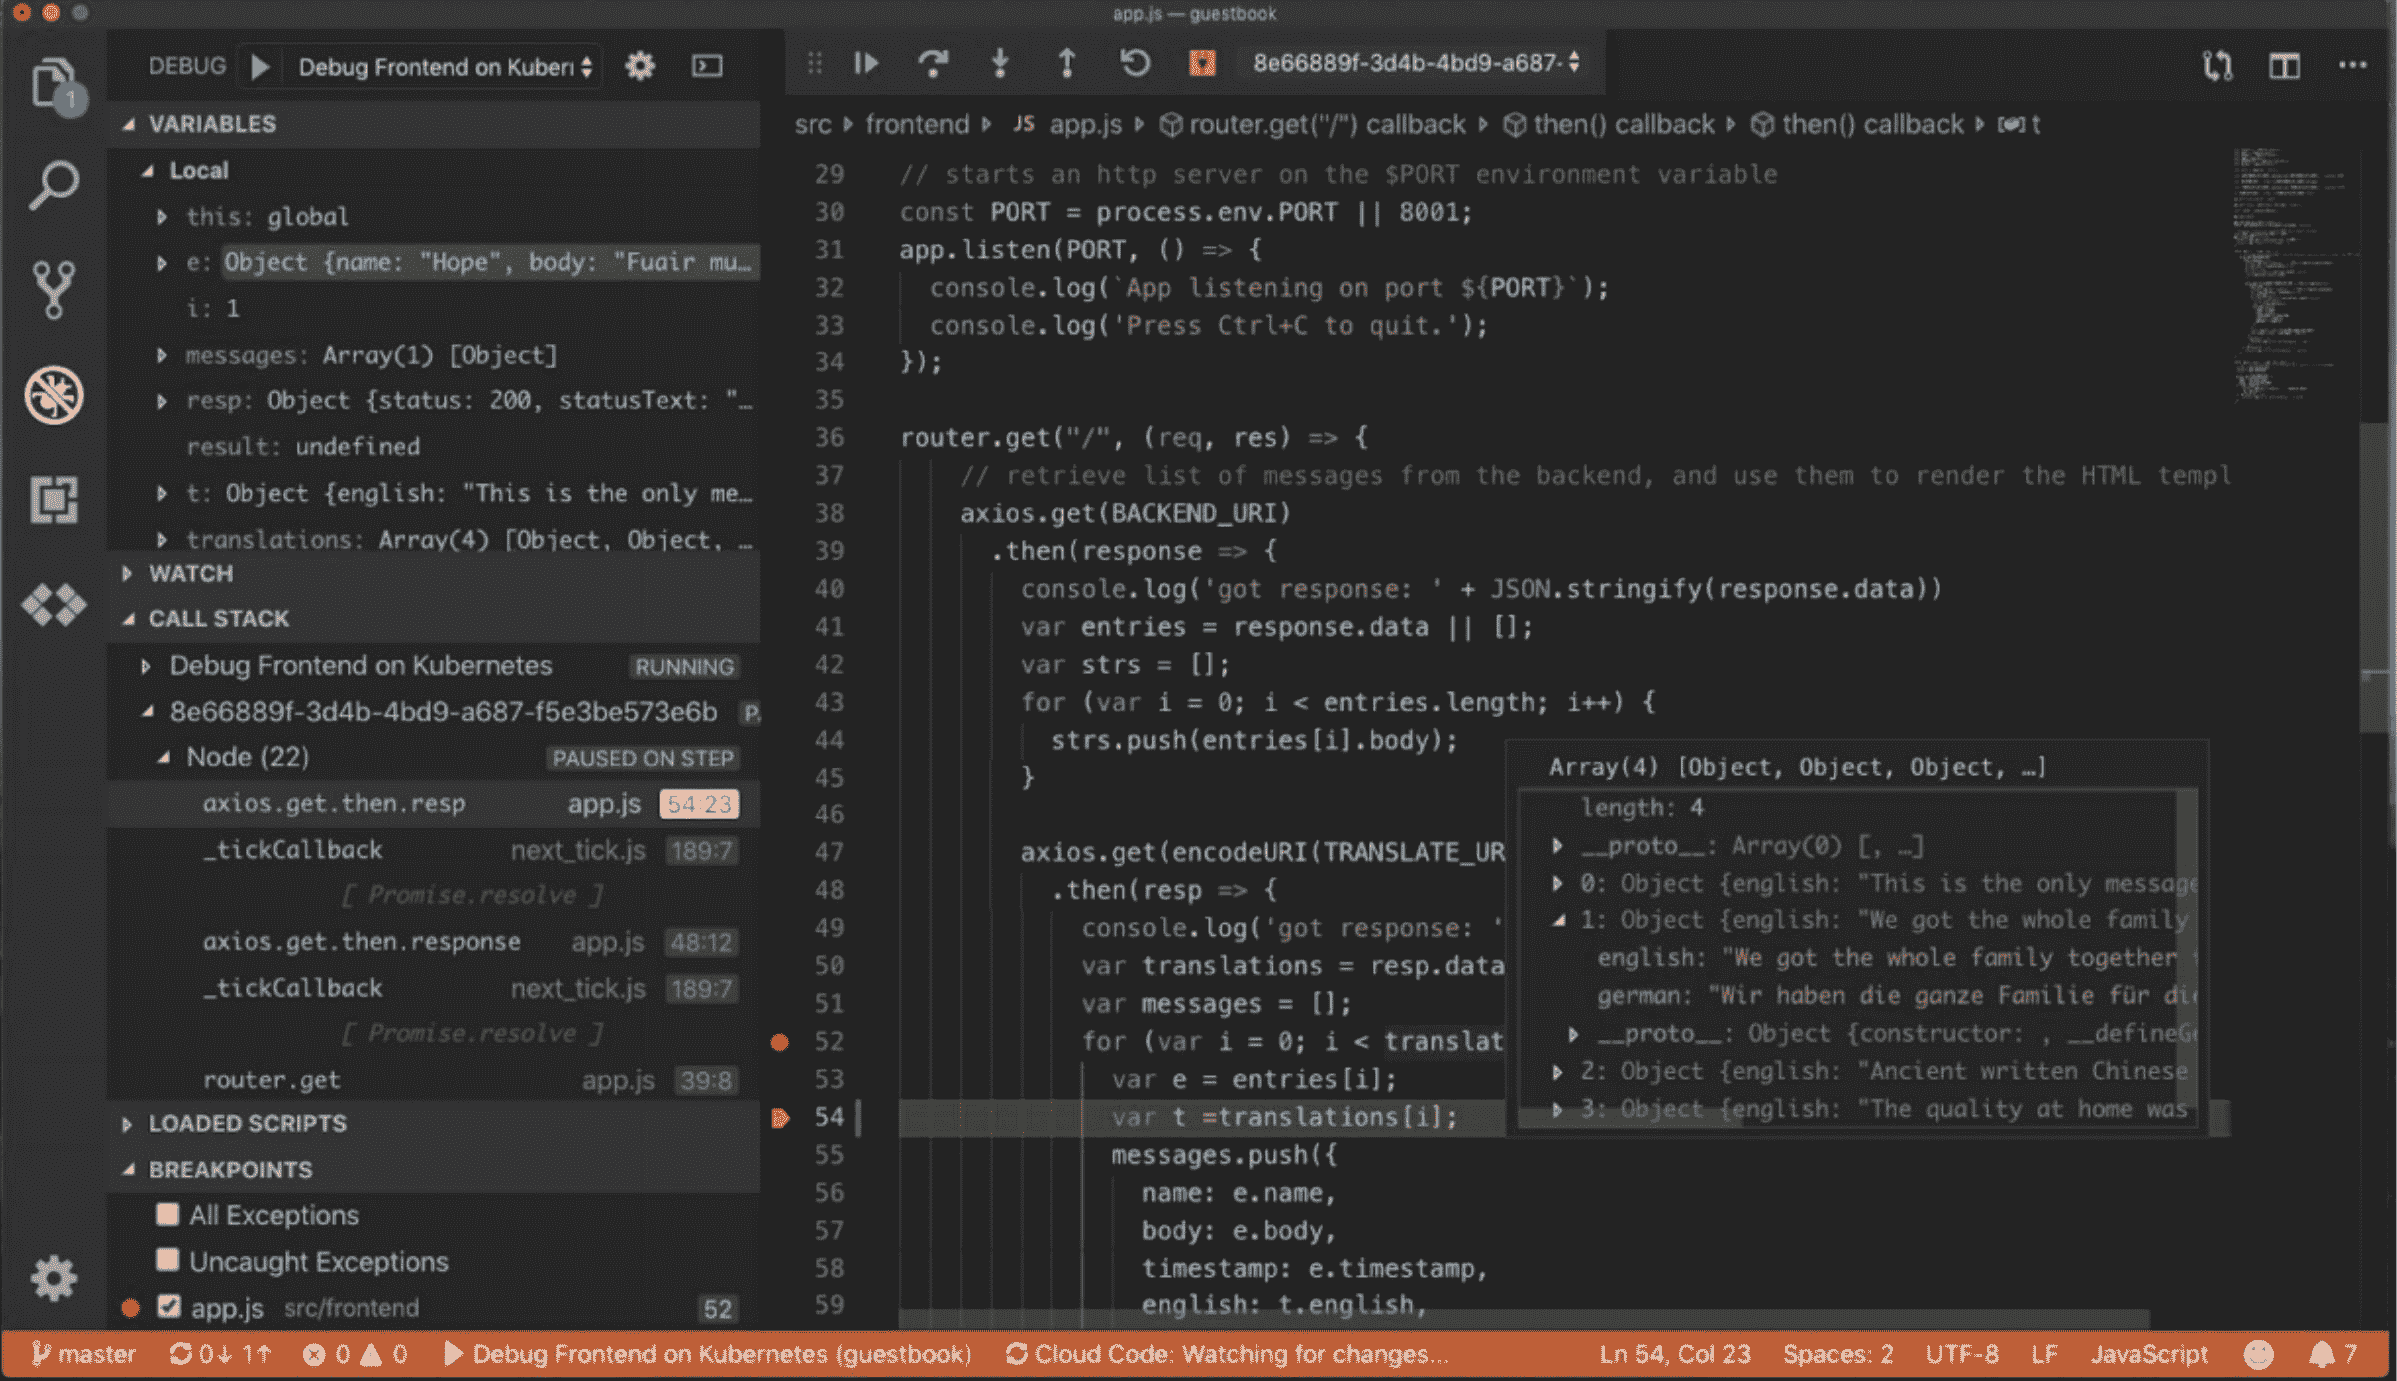 app.js — guestbook
DEBUG Debug Frontend on Kuber
8e66889f-3d4b-4bd9-a687-
1
VARIABLES
Local
this: global
e: Object {name: "Hope", body: "Fuair mu…
i: 1
messages: Array(1) [Object]
resp: Object {status: 200, statusText: "…
result: undefined
t: Object {english: "This is the only me…
translations: Array(4) [Object, Object, …
WATCH
CALL STACK
Debug Frontend on Kubernetes RUNNING
8e66889f-3d4b-4bd9-a687-f5e3be573e6b P
Node (22) PAUSED ON STEP
axios.get.then.resp app.js 54:23
_tickCallback next_tick.js 189:7
[ Promise.resolve ]
axios.get.then.response app.js 48:12
_tickCallback next_tick.js 189:7
[ Promise.resolve ]
router.get app.js 39:8
LOADED SCRIPTS
BREAKPOINTS
All Exceptions
Uncaught Exceptions
app.js src/frontend 52
src frontend JS app.js router.get("/") callback then() callback then() callback t
29 // starts an http server on the $PORT environment variable
30 const PORT = process.env.PORT || 8001;
31 app.listen(PORT, () => {
32 console.log(`App listening on port ${PORT}`);
33 console.log('Press Ctrl+C to quit.');
34 });
35
36 router.get("/", (req, res) => {
37 // retrieve list of messages from the backend, and use them to render the HTML templ
38 axios.get(BACKEND_URI)
39 .then(response => {
40 console.log('got response: ' + JSON.stringify(response.data))
41 var entries = response.data || [];
42 var strs = [];
43 for (var i = 0; i < entries.length; i++) {
44 strs.push(entries[i].body);
45 }
46
47 axios.get(encodeURI(TRANSLATE_UR
48 .then(resp => {
49 console.log('got response: '
50 var translations = resp.data
51 var messages = [];
52 for (var i = 0; i < translat
53 var e = entries[i];
54 var t =translations[i];
55 messages.push({
56 name: e.name,
57 body: e.body,
58 timestamp: e.timestamp,
59 english: t.english,
Array(4) [Object, Object, Object, …]
length: 4
__proto__: Array(0) [, …]
0: Object {english: "This is the only message
1: Object {english: "We got the whole family
english: "We got the whole family together
german: "Wir haben die ganze Familie für di
__proto__: Object {constructor: , __defineG
2: Object {english: "Ancient written Chinese
3: Object {english: "The quality at home was
master 0↓ 1↑ 0 0 Debug Frontend on Kubernetes (guestbook) Cloud Code: Watching for changes... Ln 54, Col 23 Spaces: 2 UTF-8 LF JavaScript 7